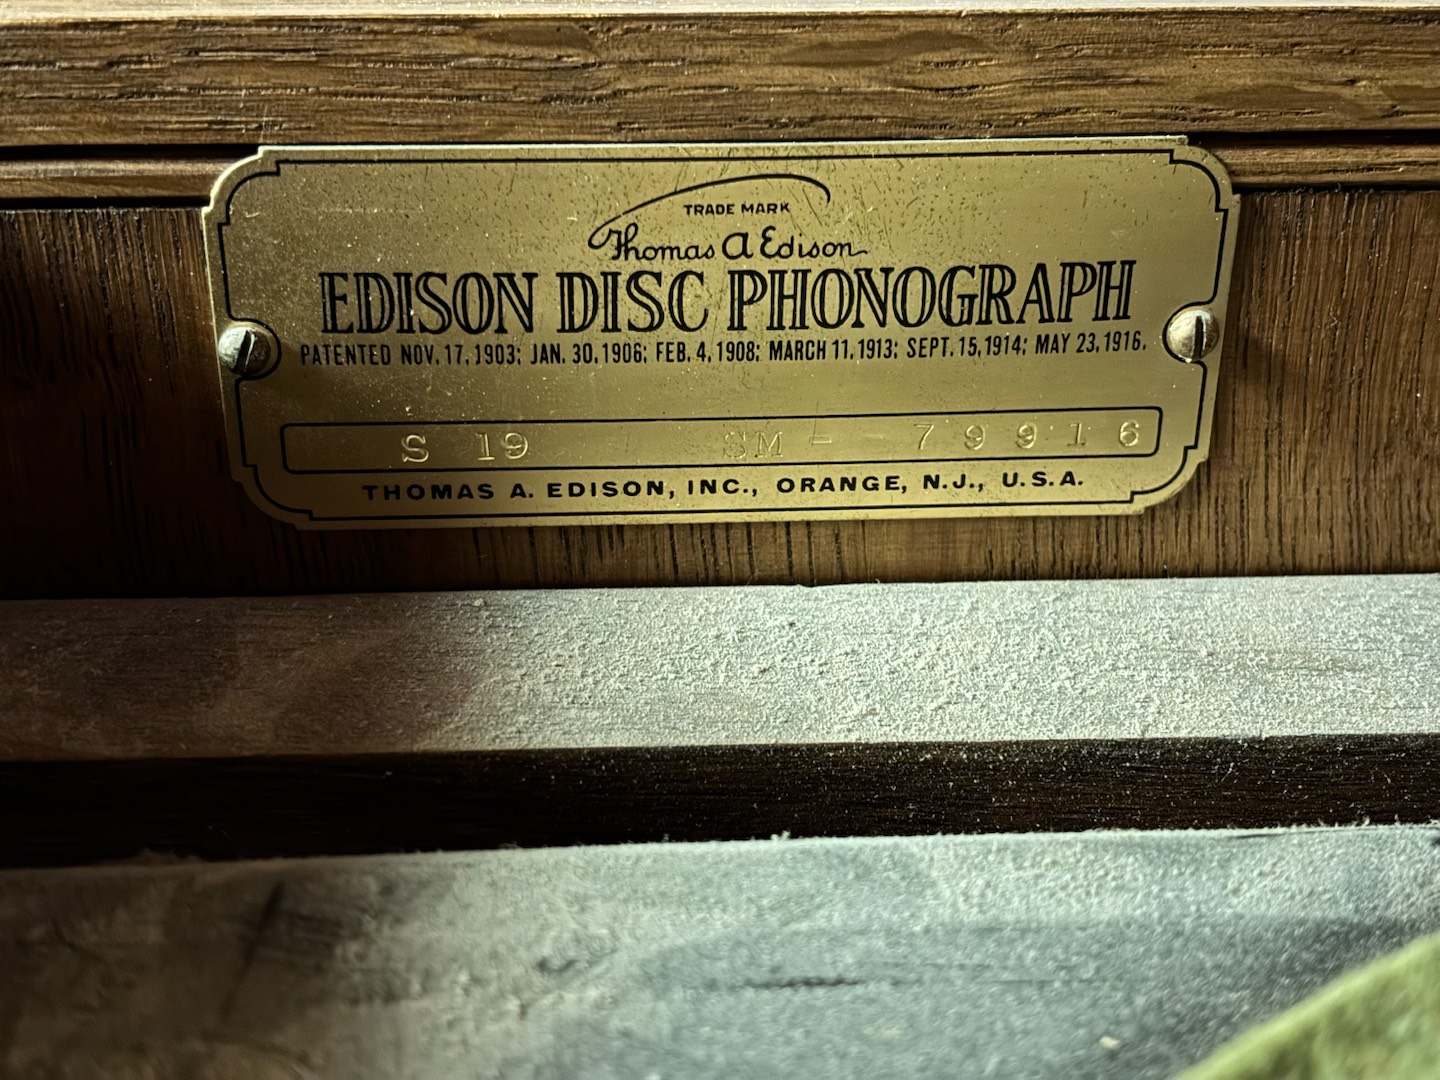 TRADE MARK
Thomas A Edison
EDISON DISC PHONOGRAPH
PATENTED NOV. 17, 1903; JAN. 30, 1906; FEB. 4, 1908; MARCH 11, 1913; SEPT. 15, 1914; MAY 23, 1916.
S 19 SM - 79916
THOMAS A. EDISON, INC., ORANGE, N.J., U.S.A.